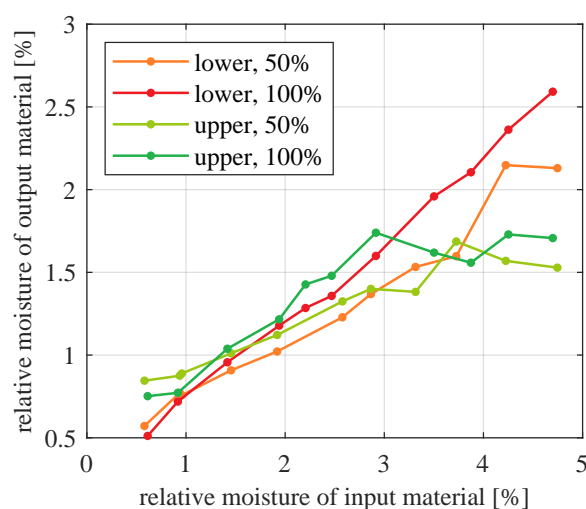 3
2.5
2
1.5
1
0.5
0
1
2
3
4
5
relative moisture of output material [%]
relative moisture of input material [%]
lower, 50%
lower, 100%
upper, 50%
upper, 100%